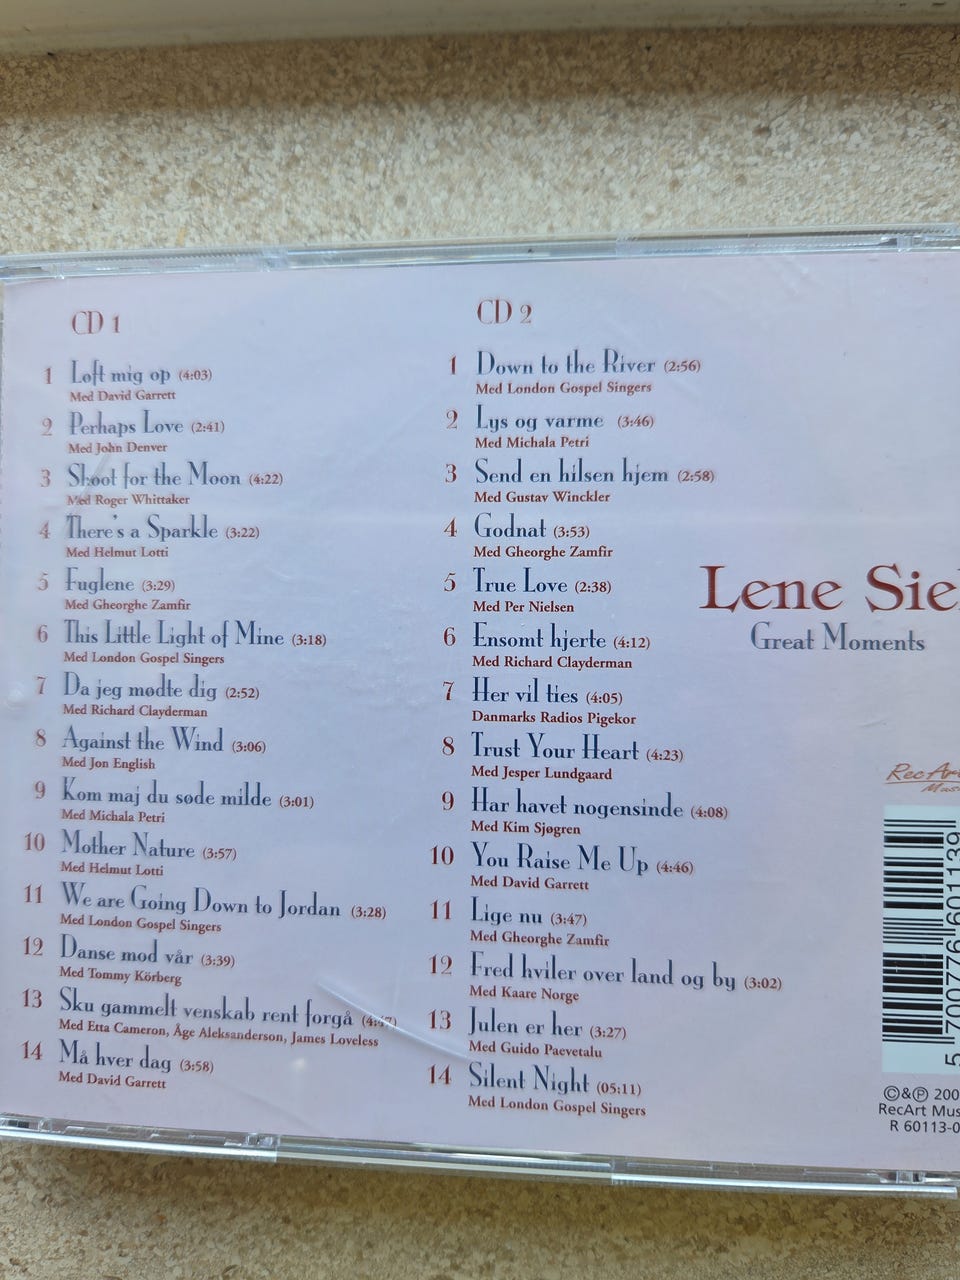 CD 1
1 Løft mig op (4:03)
Med David Garrett
2 Perhaps Love (2:41)
Med John Denver
3 Shoot for the Moon (4:22)
Med Roger Whittaker
4 There's a Sparkle (3:22)
Med Helmut Lotti
5 Fuglene (3:29)
Med Gheorghe Zamfir
6 This Little Light of Mine (3:18)
Med London Gospel Singers
7 Da jeg mødte dig (2:52)
Med Richard Clayderman
8 Against the Wind (3:06)
Med Jon English
9 Kom maj du søde milde (3:01)
Med Michala Petri
10 Mother Nature (3:57)
Med Helmut Lotti
11 We are Going Down to Jordan (3:28)
Med London Gospel Singers
12 Danse mod vår (3:39)
Med Tommy Körberg
13 Sku gammelt venskab rent forgå
Med Etta Cameron, Åge Aleksanderson, James Loveless
14 Må hver dag (3:58)
Med David Garrett
CD 2
1 Down to the River (2:56)
Med London Gospel Singers
2 Lys og varme (3:46)
Med Michala Petri
3 Send en hilsen hjem (2:58)
Med Gustav Winckler
4 Godnat (3:53)
Med Gheorghe Zamfir
5 True Love (2:38)
Med Per Nielsen
6 Ensomt hjerte (4:12)
Med Richard Clayderman
7 Her vil ties (4:05)
Danmarks Radios Pigekor
8 Trust Your Heart (4:23)
Med Jesper Lundgaard
9 Har havet nogensinde (4:08)
Med Kim Sjøgren
10 You Raise Me Up (4:46)
Med David Garrett
11 Lige nu (3:47)
Med Gheorghe Zamfir
12 Fred hviler over land og by (3:02)
Med Kaare Norge
13 Julen er her (3:27)
Med Guido Paevetalu
14 Silent Night (05:11)
Med London Gospel Singers
Lene Sie
Great Moments
RecArt
Mus
5 700776 601139
©&℗ 200
RecArt Mus
R 60113-0